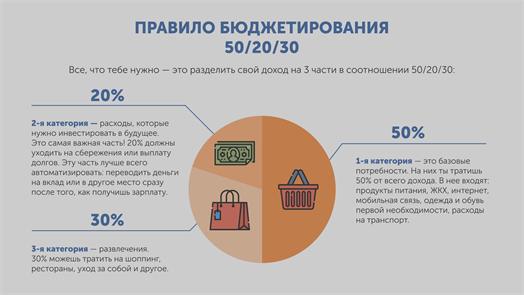 ПРАВИЛО БЮДЖЕТИРОВАНИЯ
50/20/30
Все, что тебе нужно — это разделить свой доход на 3 части в соотношении 50/20/30:
20%
2-я категория — расходы, которые
нужно инвестировать в будущее.
Это самая важная часть! 20% должны
уходить на сбережения или выплату
долгов. Эту часть лучше всего
автоматизировать: переводить деньги
на вклад или в другое место сразу
после того, как получишь зарплату.
30%
3-я категория — развлечения.
30% можешь тратить на шоппинг,
рестораны, уход за собой и другое.
50%
1-я категория — это базовые
потребности. На них ты тратишь
50% от всего дохода. В нее входят:
продукты питания, ЖКХ, интернет,
мобильная связь, одежда и обувь
первой необходимости, расходы
на транспорт.